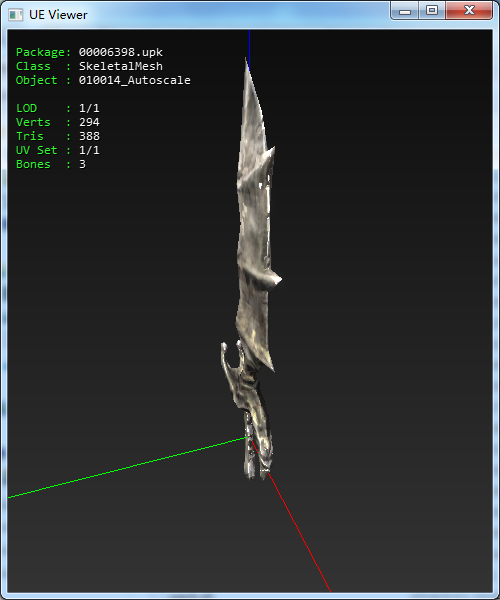 UE Viewer
Package: 00006398.upk
Class : SkeletalMesh
Object : 010014_Autoscale
LOD : 1/1
Verts : 294
Tris : 388
UV Set : 1/1
Bones : 3